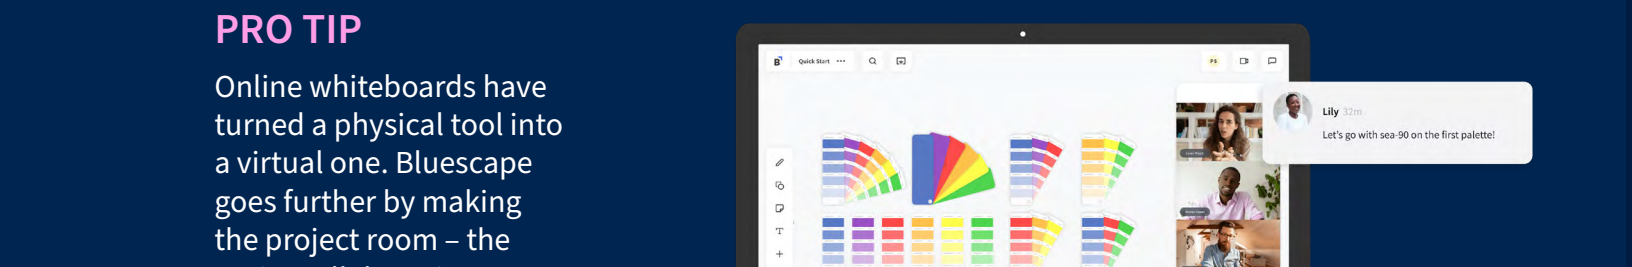 PRO TIP
Online whiteboards have
turned a physical tool into
a virtual one. Bluescape
goes further by making
the project room – the
B
Quick Start
PS
Lily 32m
Let's go with sea-90 on the first palette!